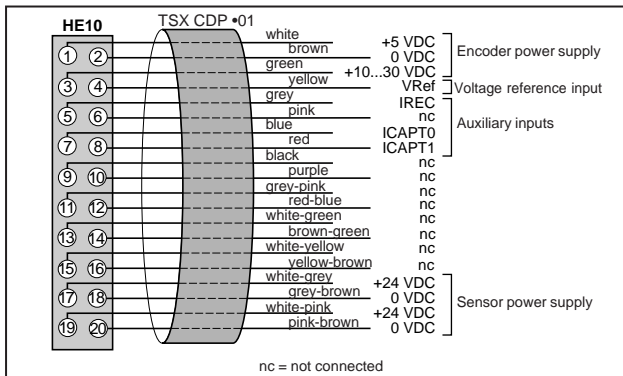 HE10
TSX CDP •01
1 2 white +5 VDC
brown 0 VDC Encoder power supply
3 4 green +10...30 VDC
yellow VRef Voltage reference input
5 6 grey IREC
pink nc Auxiliary inputs
7 8 blue ICAPT0
red ICAPT1
9 10 black nc
purple nc
11 12 grey-pink nc
red-blue nc
13 14 white-green nc
brown-green nc
15 16 white-yellow nc
yellow-brown nc
17 18 white-grey +24 VDC
grey-brown 0 VDC Sensor power supply
19 20 white-pink +24 VDC
pink-brown 0 VDC
nc = not connected